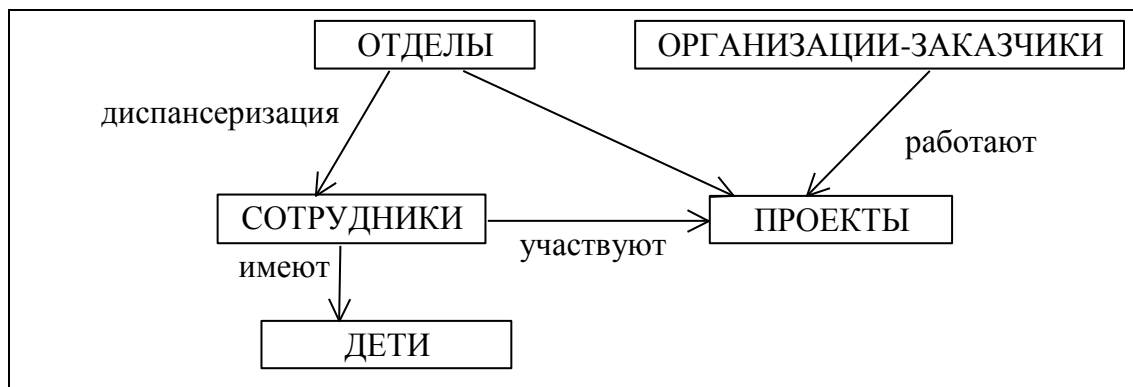 ОТДЕЛЫ
ОРГАНИЗАЦИИ-ЗАКАЗЧИКИ
диспансеризация
работают
СОТРУДНИКИ
ПРОЕКТЫ
участвуют
имеют
ДЕТИ